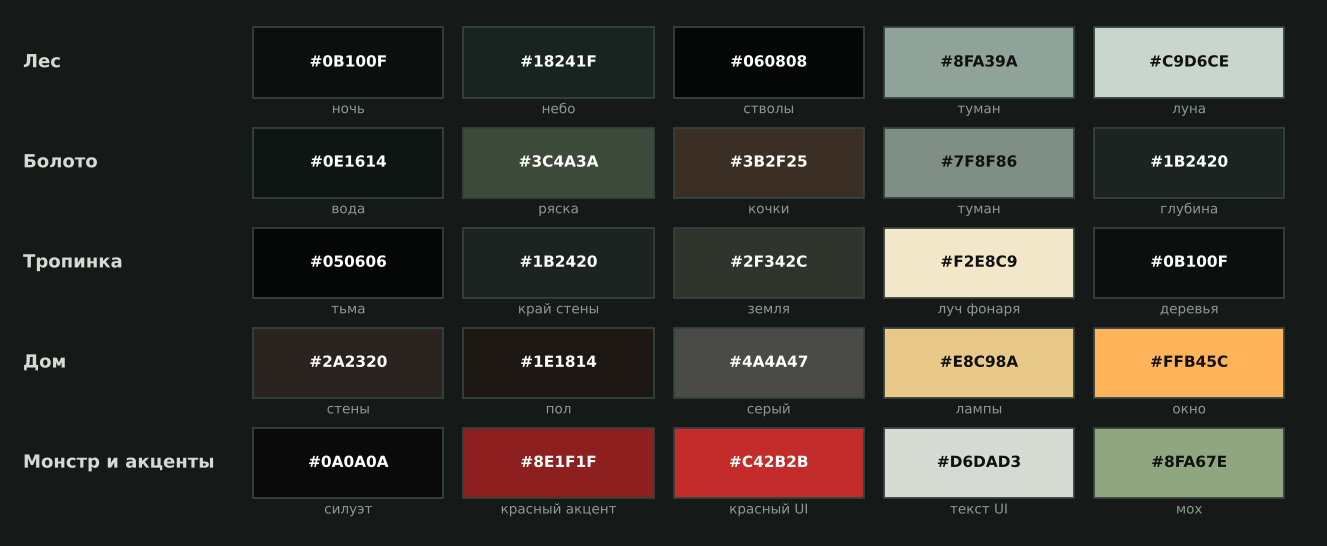 Лес
#0B100F
#18241F
#060808
#8FA39A
#C9D6CE
ночь
небо
стволы
туман
луна
Болото
#0E1614
#3C4A3A
#3B2F25
#7F8F86
#1B2420
вода
ряска
кочки
туман
глубина
Тропинка
#050606
#1B2420
#2F342C
#F2E8C9
#0B100F
тьма
край стены
земля
луч фонаря
деревья
Дом
#2A2320
#1E1814
#4A4A47
#E8C98A
#FFB45C
стены
пол
серый
лампы
окно
Монстр и акценты
#0A0A0A
#8E1F1F
#C42B2B
#D6DAD3
#8FA67E
силуэт
красный акцент
красный UI
текст UI
мох